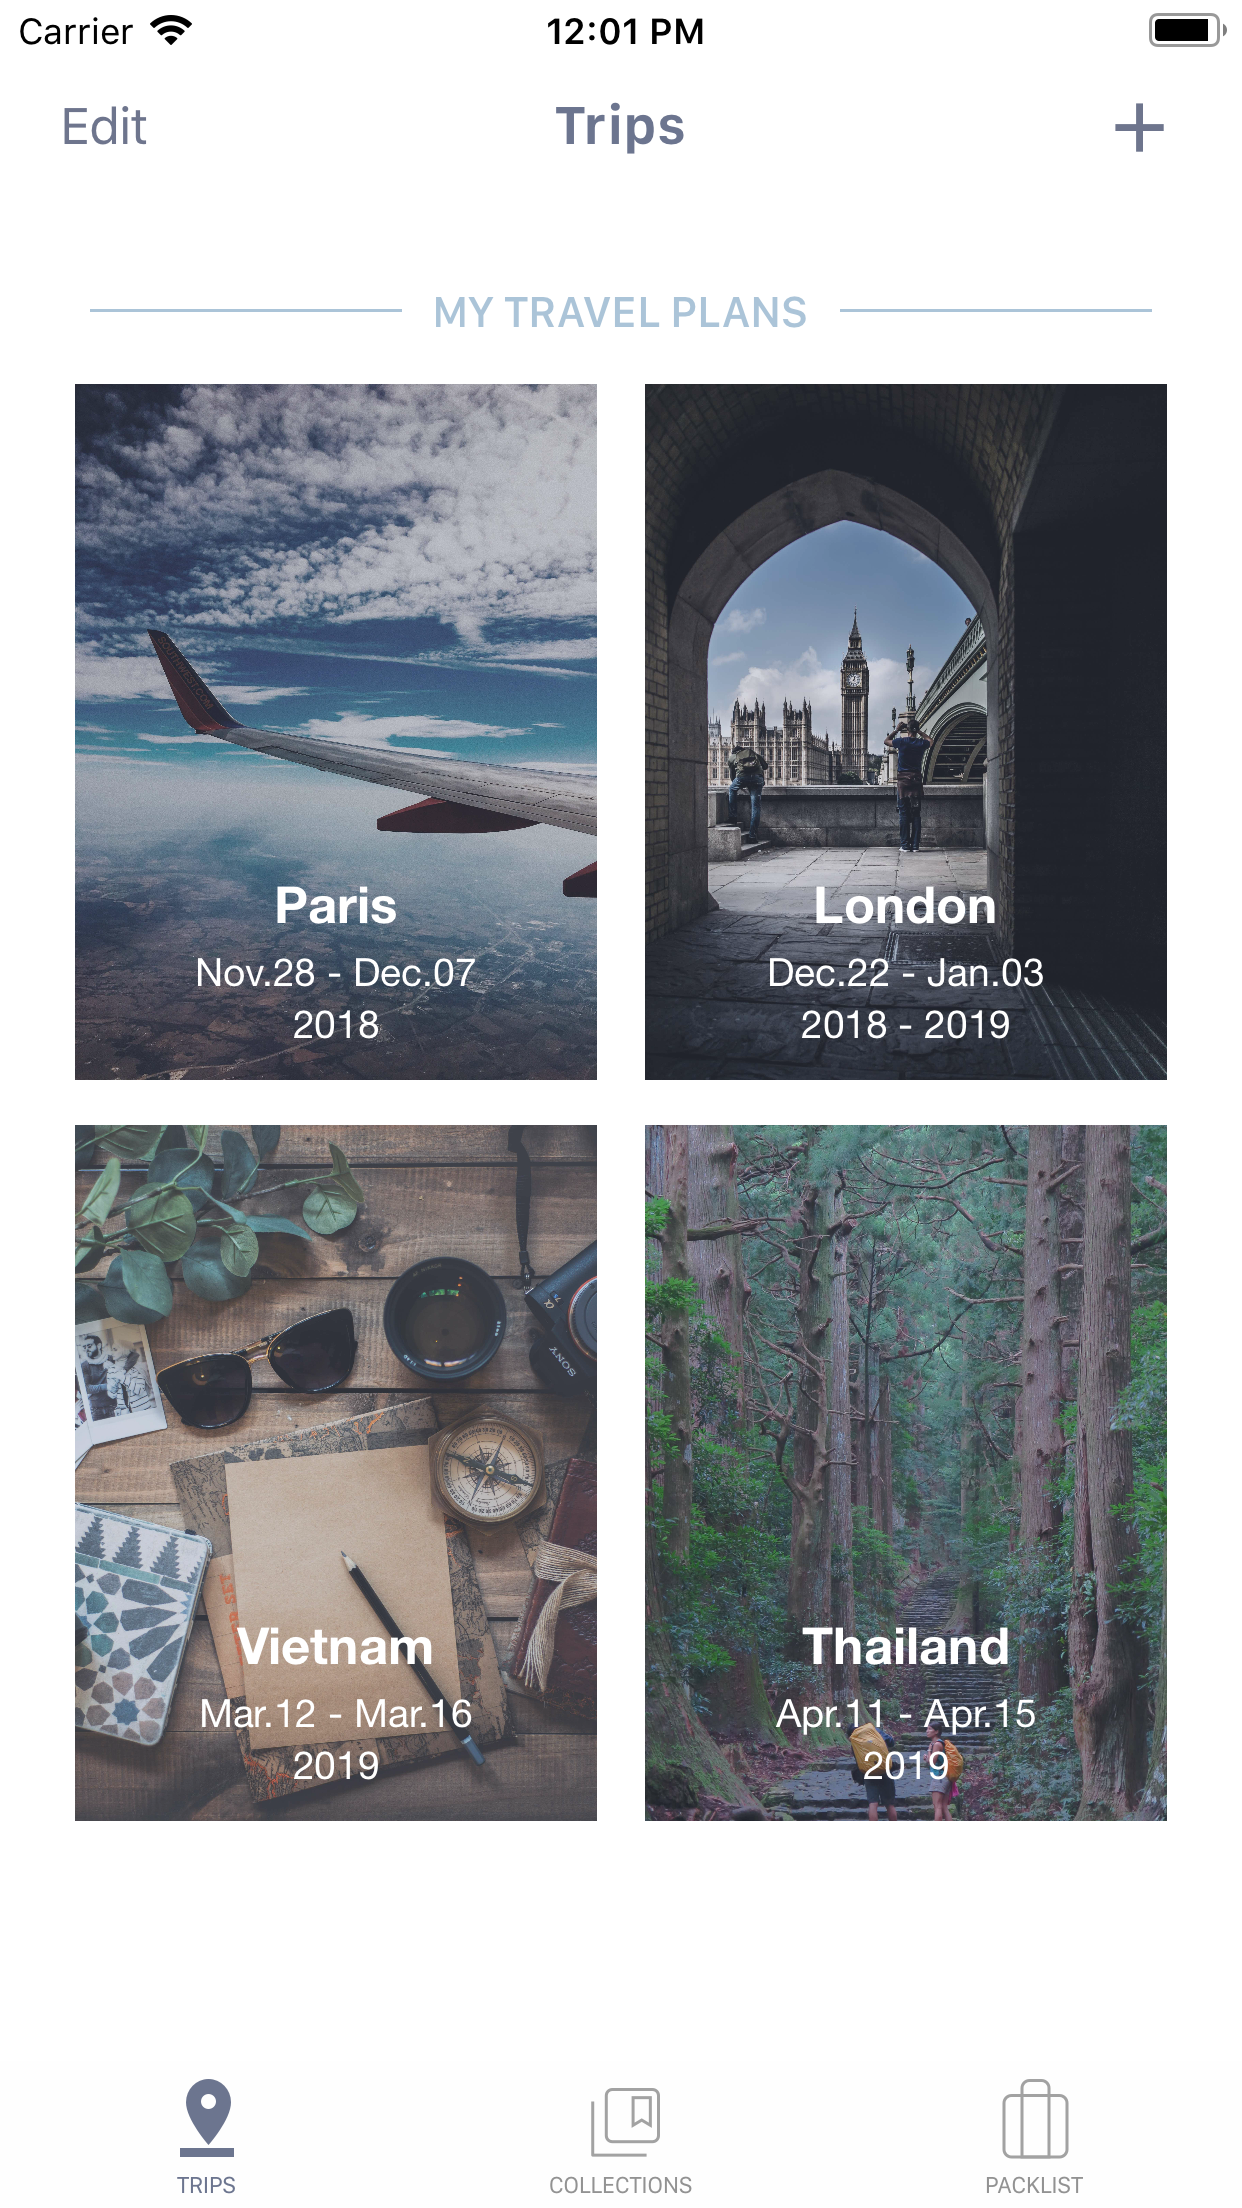 Carrier 12:01 PM
Edit Trips +
MY TRAVEL PLANS
Paris
Nov.28 - Dec.07
2018
London
Dec.22 - Jan.03
2018 - 2019
SONY
Vietnam
Mar.12 - Mar.16
2019
Thailand
Apr.11 - Apr.15
2019
TRIPS
COLLECTIONS
PACKLIST